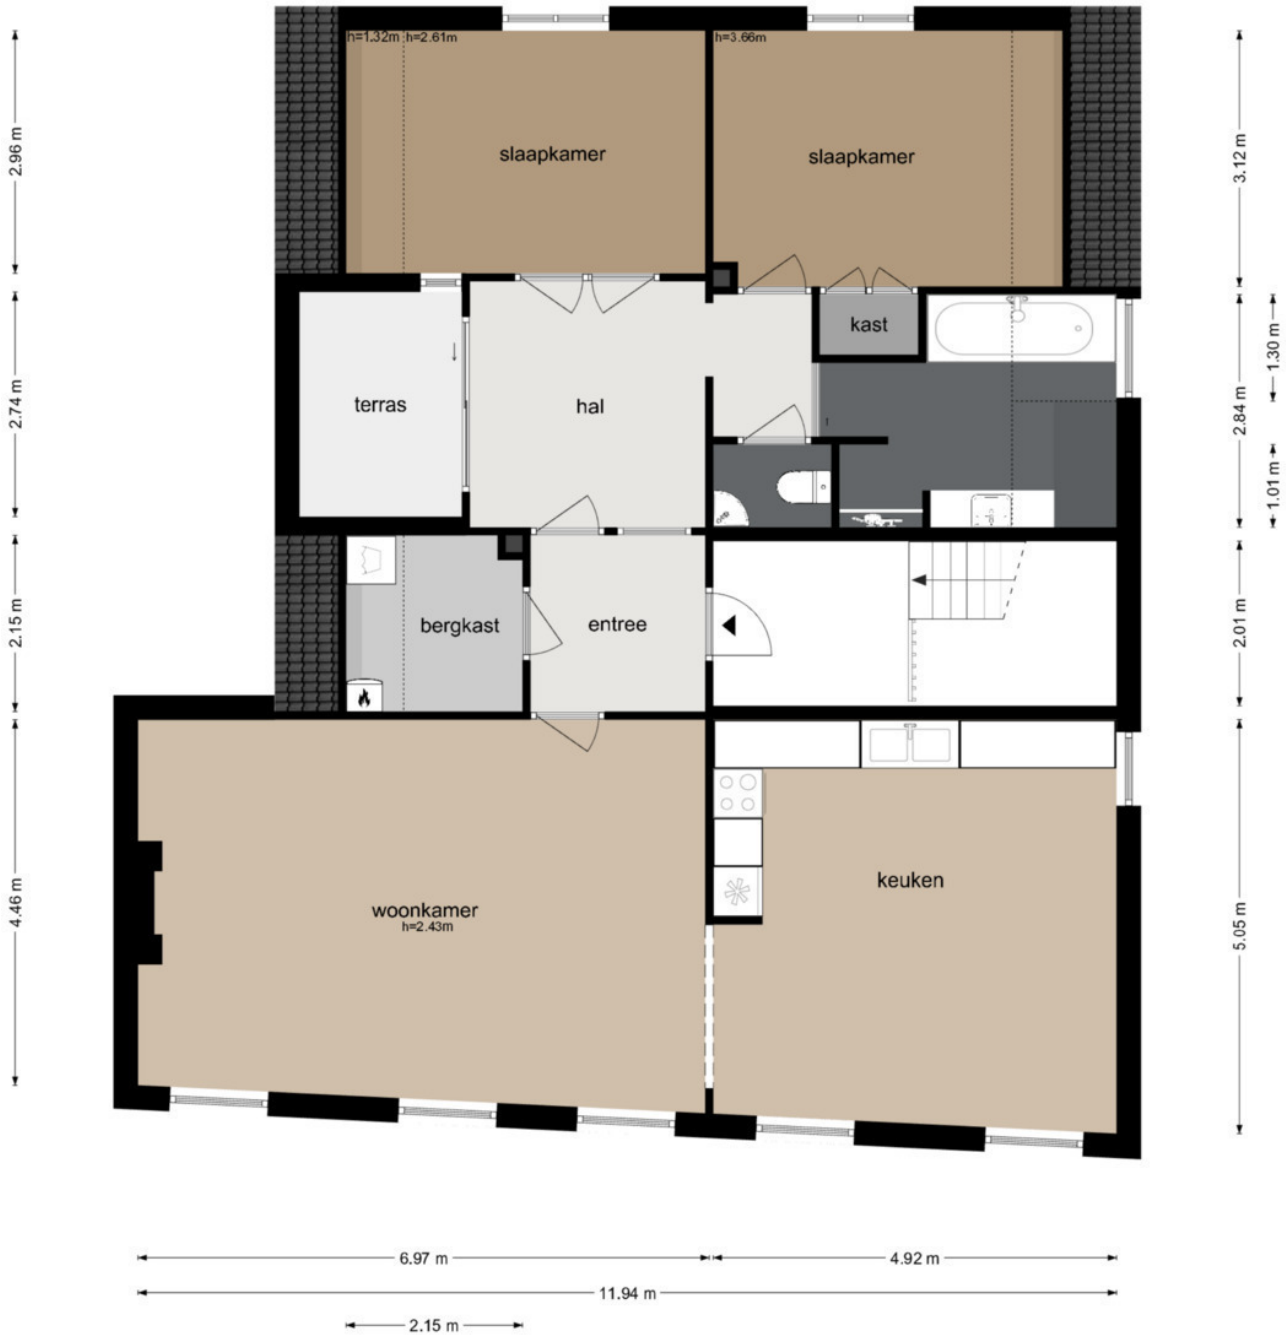 h=1.32m h=2.61m
h=3.66m
slaapkamer
slaapkamer
2.96 m
3.12 m
kast
terras
hal
2.74 m
2.84 m
1.30 m
1.01 m
bergkast
entree
2.15 m
2.01 m
woonkamer
h=2.43m
keuken
4.46 m
5.05 m
6.97 m
4.92 m
11.94 m
2.15 m